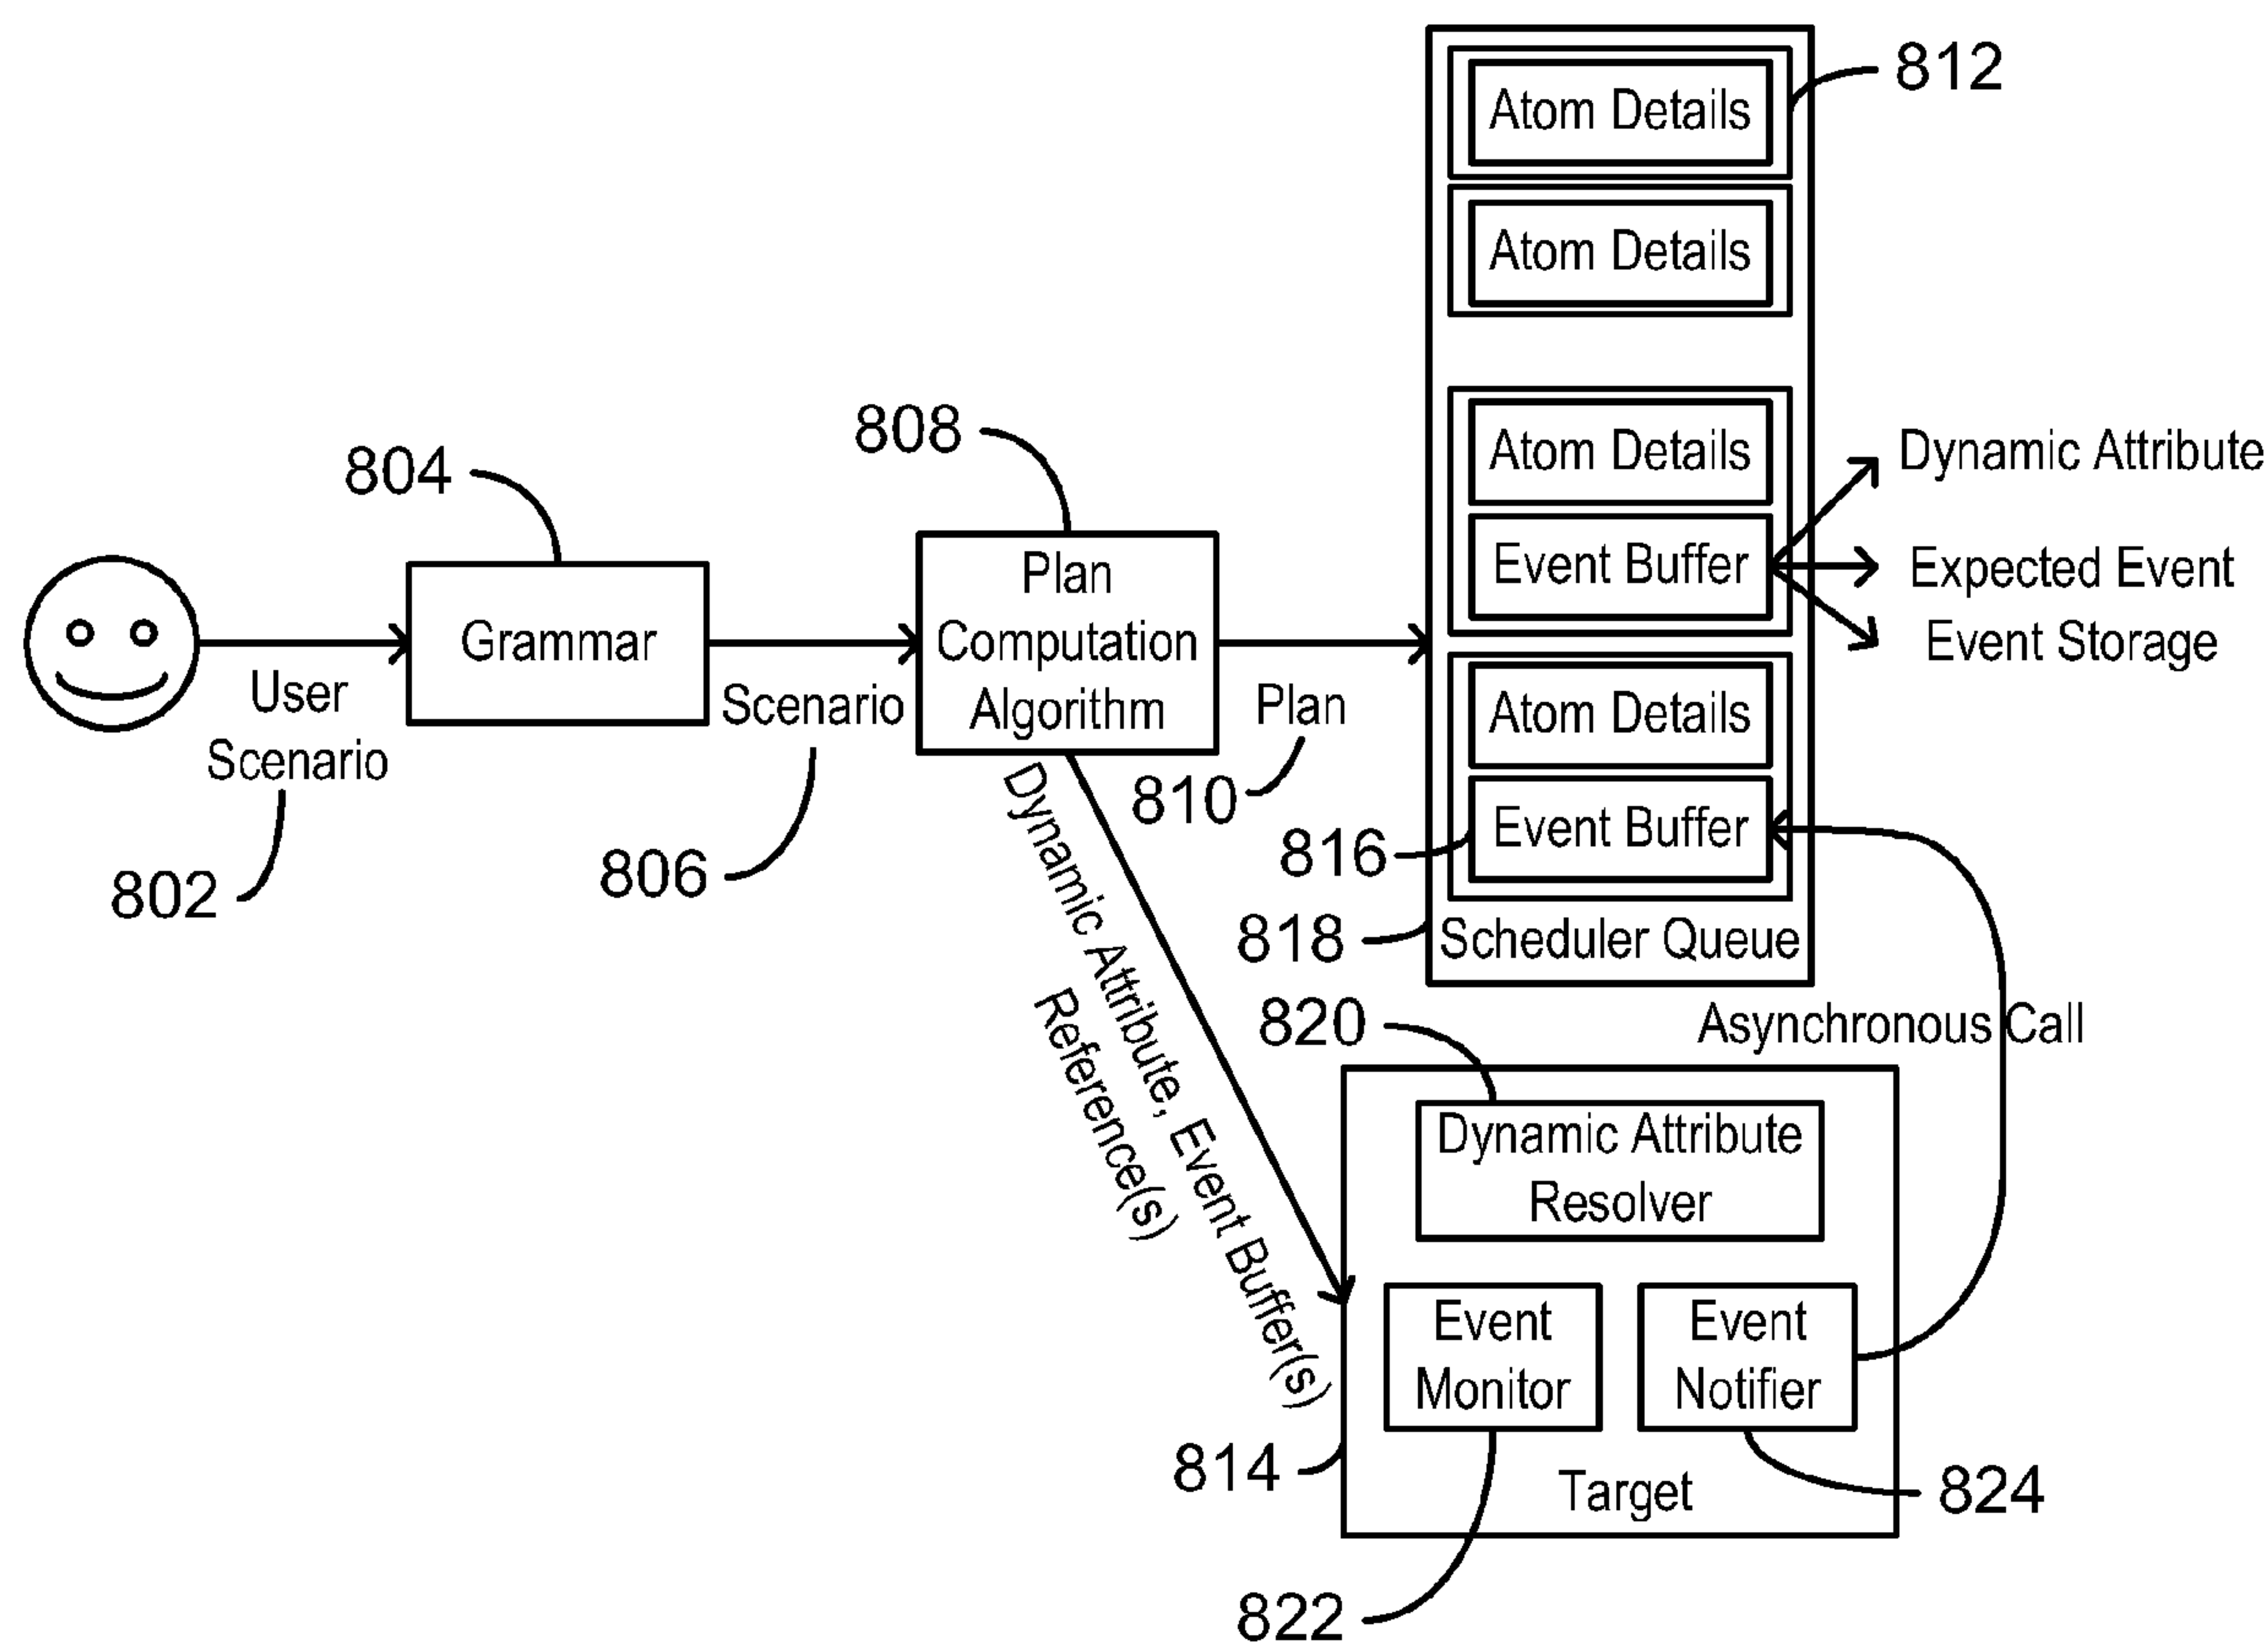 812
Atom Details
Atom Details
808
804
Atom Details
Dynamic Attribute
Event Buffer
Expected Event
Event Storage
Grammar
Plan
Computation
Algorithm
User
Scenario
Scenario
Plan
802
806
810
Atom Details
Event Buffer
816
818
Scheduler Queue
Dynamic Attribute, Event Buffer(s)
Reference(s)
820
Asynchronous Call
Dynamic Attribute
Resolver
Event
Monitor
Event
Notifier
814
Target
824
822